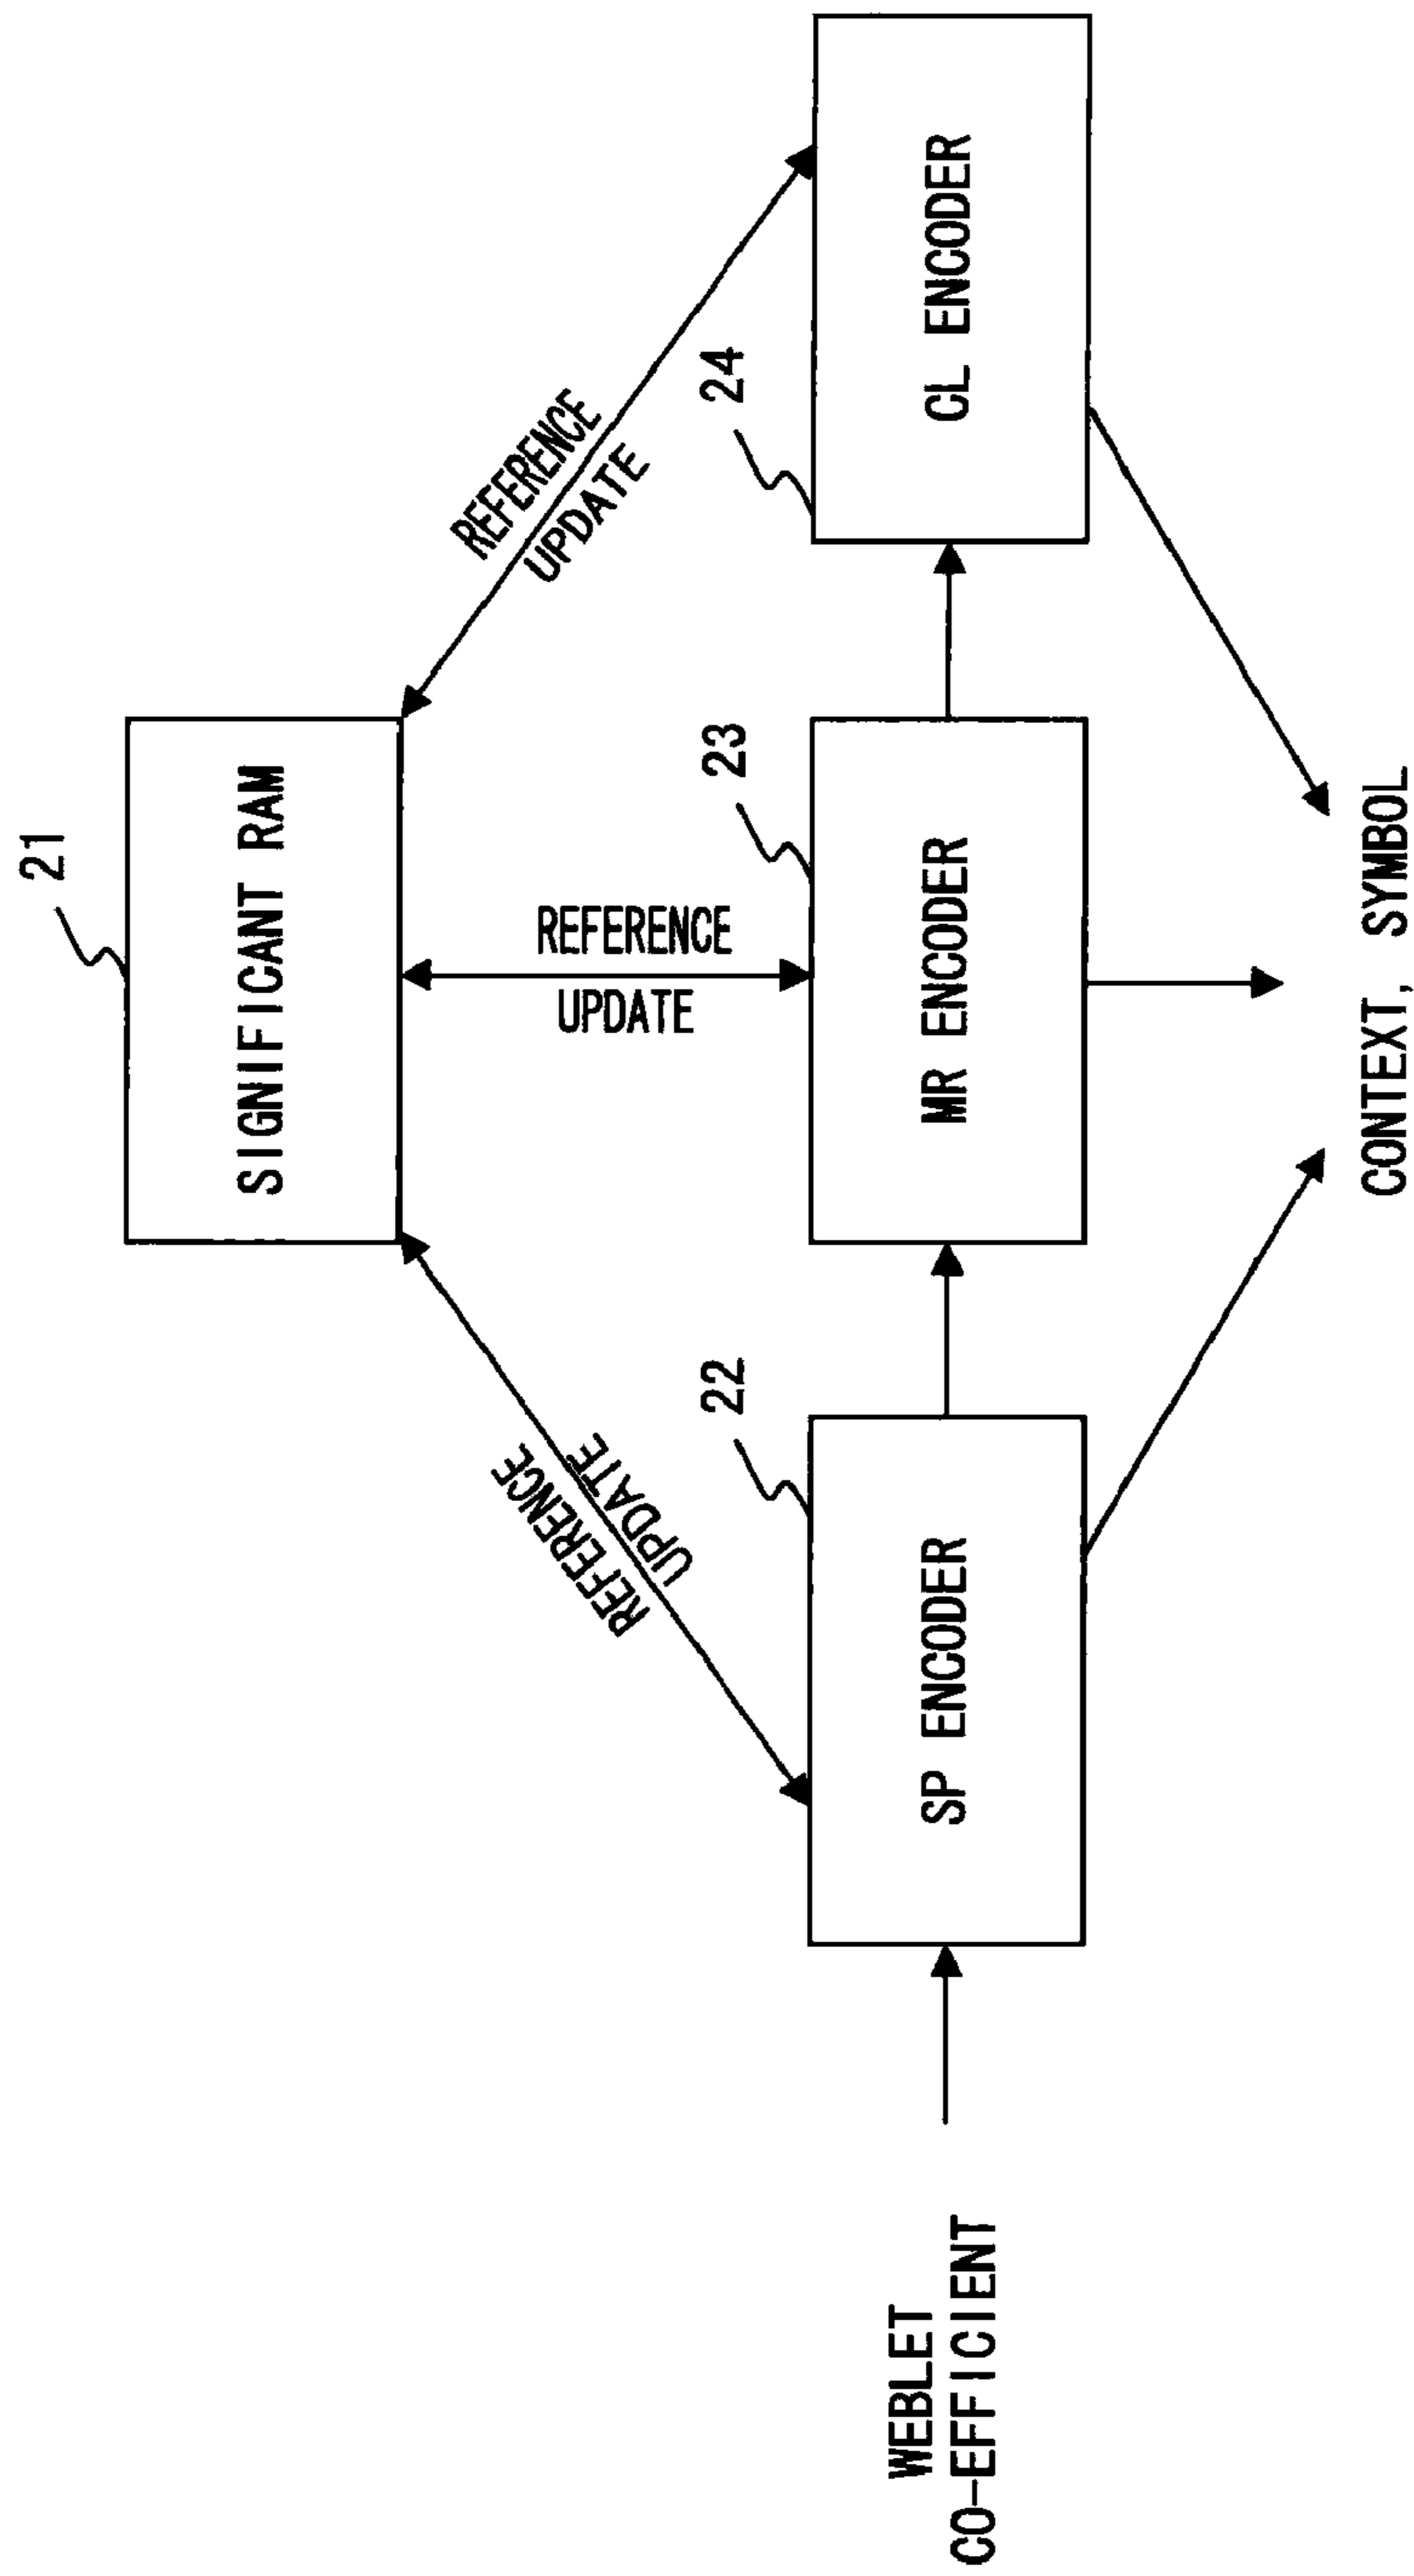 21
SIGNIFICANT RAM
REFERENCE
UPDATE
REFERENCE
UPDATE
REFERENCE
UPDATE
22
23
24
WEBLET
CO-EFFICIENT
SP ENCODER
MR ENCODER
CL ENCODER
CONTEXT, SYMBOL